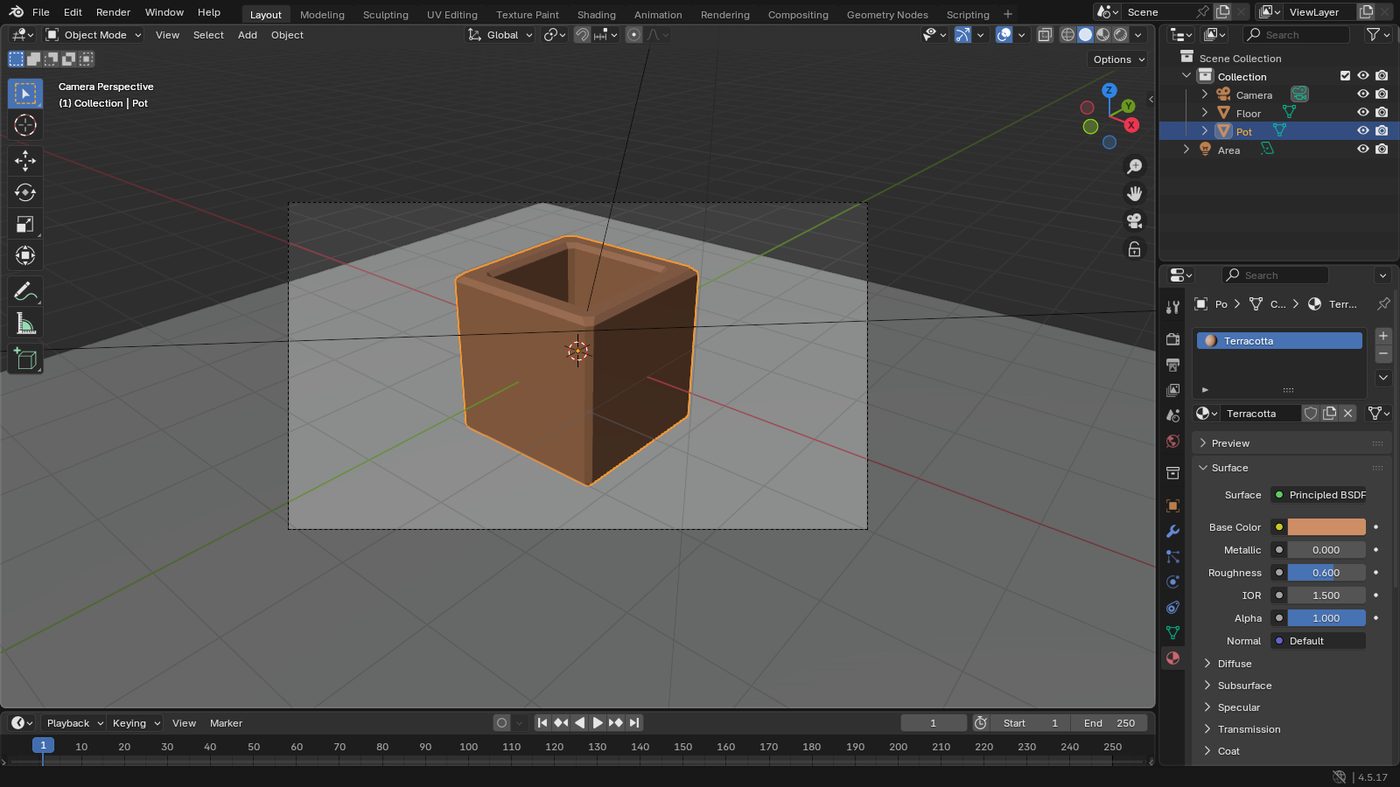 File Edit Render Window Help
Layout Modeling Sculpting UV Editing Texture Paint Shading Animation Rendering Compositing Geometry Nodes Scripting +
Scene
ViewLayer
Object Mode View Select Add Object
Global
Options
Camera Perspective
(1) Collection | Pot
Z
Y
X
Search
Scene Collection
Collection
Camera
Floor
Pot
Area
Search
Po > C... > Terr...
Terracotta
Terracotta
Preview
Surface
Surface Principled BSDF
Base Color
Metallic 0.000
Roughness 0.600
IOR 1.500
Alpha 1.000
Normal Default
Diffuse
Subsurface
Specular
Transmission
Coat
Playback Keying View Marker
1 Start 1 End 250
1 10 20 30 40 50 60 70 80 90 100 110 120 130 140 150 160 170 180 190 200 210 220 230 240 250
4.5.17